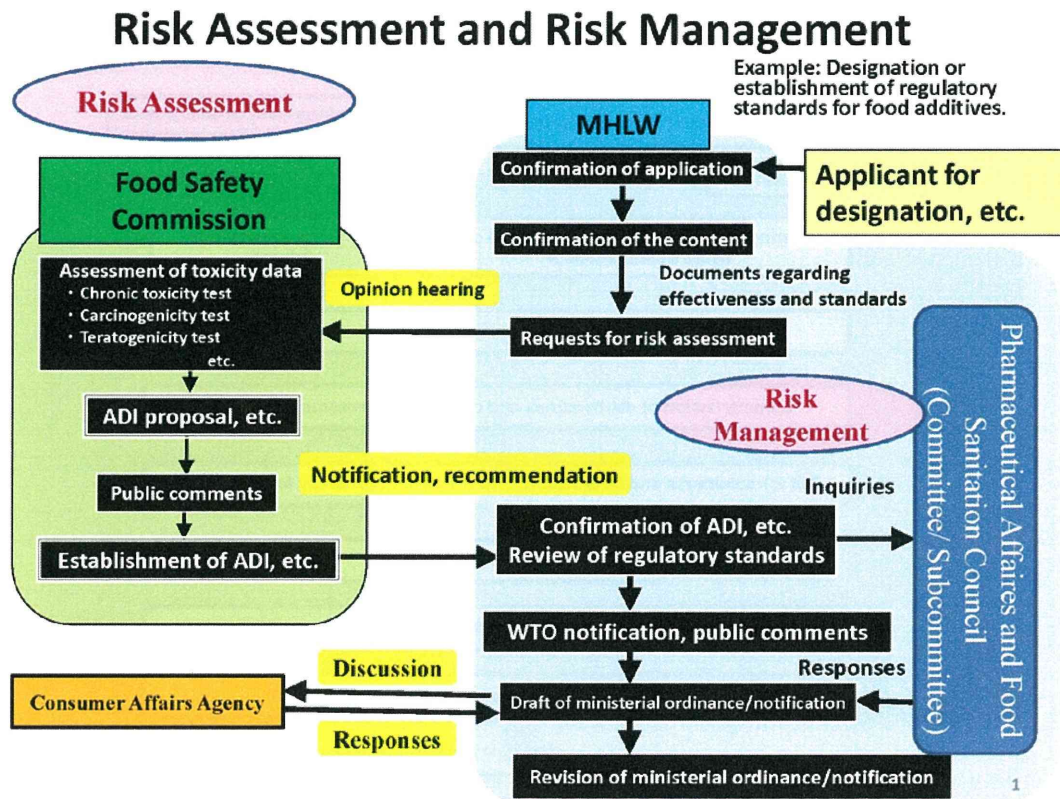 Risk Assessment and Risk Management
Example: Designation or
establishment of regulatory
standards for food additives.
Risk Assessment
MHLW
Confirmation of application
Applicant for
designation, etc.
Food Safety
Commission
Confirmation of the content
Assessment of toxicity data
・ Chronic toxicity test
・ Carcinogenicity test
・ Teratogenicity test
etc.
Opinion hearing
Documents regarding
effectiveness and standards
Requests for risk assessment
ADI proposal, etc.
Risk
Management
Pharmaceutical Affaires and Food
Sanitation Council
(Committee/ Subcommittee)
Public comments
Notification, recommendation
Inquiries
Establishment of ADI, etc.
Confirmation of ADI, etc.
Review of regulatory standards
WTO notification, public comments
Discussion
Responses
Consumer Affairs Agency
Draft of ministerial ordinance/notification
Responses
Revision of ministerial ordinance/notification
1